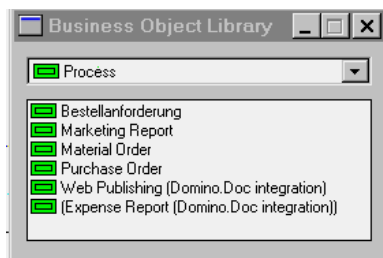 Business Object Library
Process
Bestellanforderung
Marketing Report
Material Order
Purchase Order
Web Publishing (Domino.Doc integration)
(Expense Report (Domino.Doc integration))